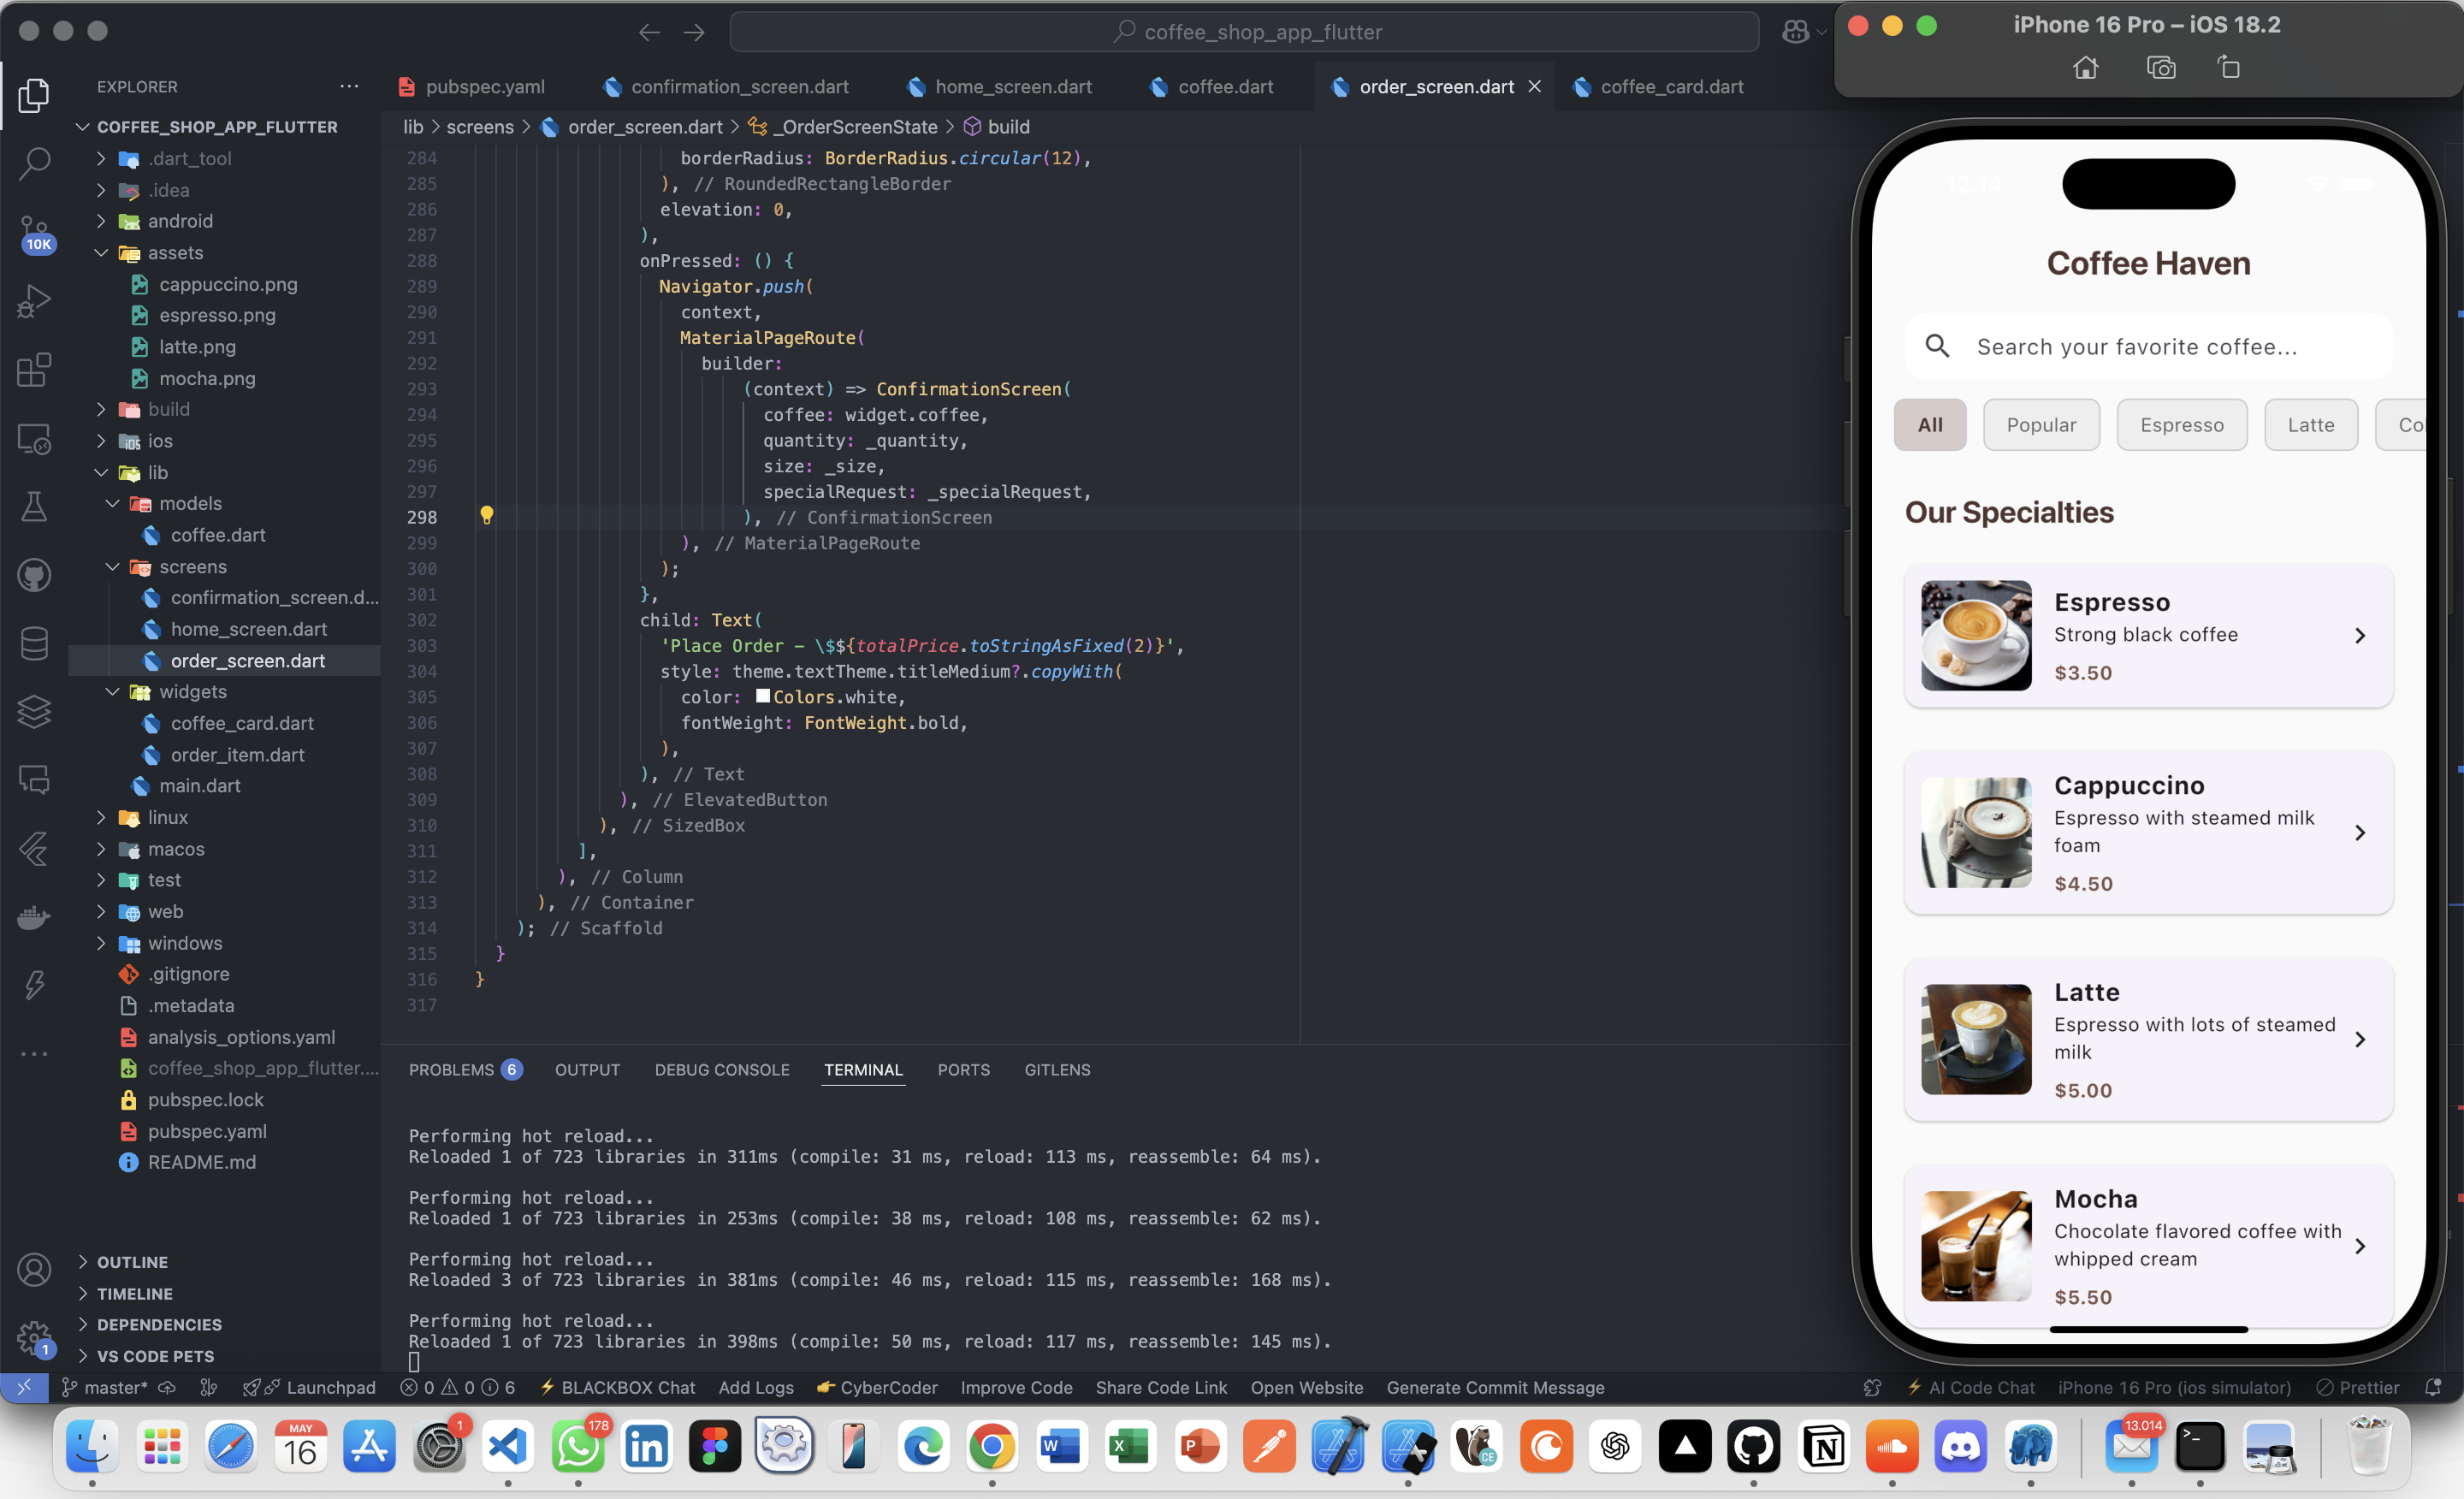 coffee_shop_app_flutter
iPhone 16 Pro – iOS 18.2
EXPLORER
COFFEE_SHOP_APP_FLUTTER
.dart_tool
.idea
android
assets
cappuccino.png
espresso.png
latte.png
mocha.png
build
ios
lib
models
coffee.dart
screens
confirmation_screen.d...
home_screen.dart
order_screen.dart
widgets
coffee_card.dart
order_item.dart
main.dart
linux
macos
test
web
windows
.gitignore
.metadata
analysis_options.yaml
coffee_shop_app_flutter....
pubspec.lock
pubspec.yaml
README.md
OUTLINE
TIMELINE
DEPENDENCIES
VS CODE PETS
10K
1
pubspec.yaml confirmation_screen.dart home_screen.dart coffee.dart order_screen.dart coffee_card.dart
lib > screens > order_screen.dart > _OrderScreenState > build
284 borderRadius: BorderRadius.circular(12),
285 ), // RoundedRectangleBorder
286 elevation: 0,
287 ),
288 onPressed: () {
289 Navigator.push(
290 context,
291 MaterialPageRoute(
292 builder:
293 (context) => ConfirmationScreen(
294 coffee: widget.coffee,
295 quantity: _quantity,
296 size: _size,
297 specialRequest: _specialRequest,
298 ), // ConfirmationScreen
299 ), // MaterialPageRoute
300 );
301 },
302 child: Text(
303 'Place Order - \$${totalPrice.toStringAsFixed(2)}',
304 style: theme.textTheme.titleMedium?.copyWith(
305 color: Colors.white,
306 fontWeight: FontWeight.bold,
307 ),
308 ), // Text
309 ), // ElevatedButton
310 ), // SizedBox
311 ],
312 ), // Column
313 ), // Container
314 ); // Scaffold
315 }
316 }
317
PROBLEMS 6 OUTPUT DEBUG CONSOLE TERMINAL PORTS GITLENS
Performing hot reload...
Reloaded 1 of 723 libraries in 311ms (compile: 31 ms, reload: 113 ms, reassemble: 64 ms).
Performing hot reload...
Reloaded 1 of 723 libraries in 253ms (compile: 38 ms, reload: 108 ms, reassemble: 62 ms).
Performing hot reload...
Reloaded 3 of 723 libraries in 381ms (compile: 46 ms, reload: 115 ms, reassemble: 168 ms).
Performing hot reload...
Reloaded 1 of 723 libraries in 398ms (compile: 50 ms, reload: 117 ms, reassemble: 145 ms).
12:14
Coffee Haven
Search your favorite coffee...
All Popular Espresso Latte Col
Our Specialties
Espresso
Strong black coffee
$3.50
Cappuccino
Espresso with steamed milk
foam
$4.50
Latte
Espresso with lots of steamed
milk
$5.00
Mocha
Chocolate flavored coffee with
whipped cream
$5.50
master* Launchpad 0 0 6 BLACKBOX Chat Add Logs CyberCoder Improve Code Share Code Link Open Website Generate Commit Message AI Code Chat iPhone 16 Pro (ios simulator) Prettier
MAY
16
1
178
13.014